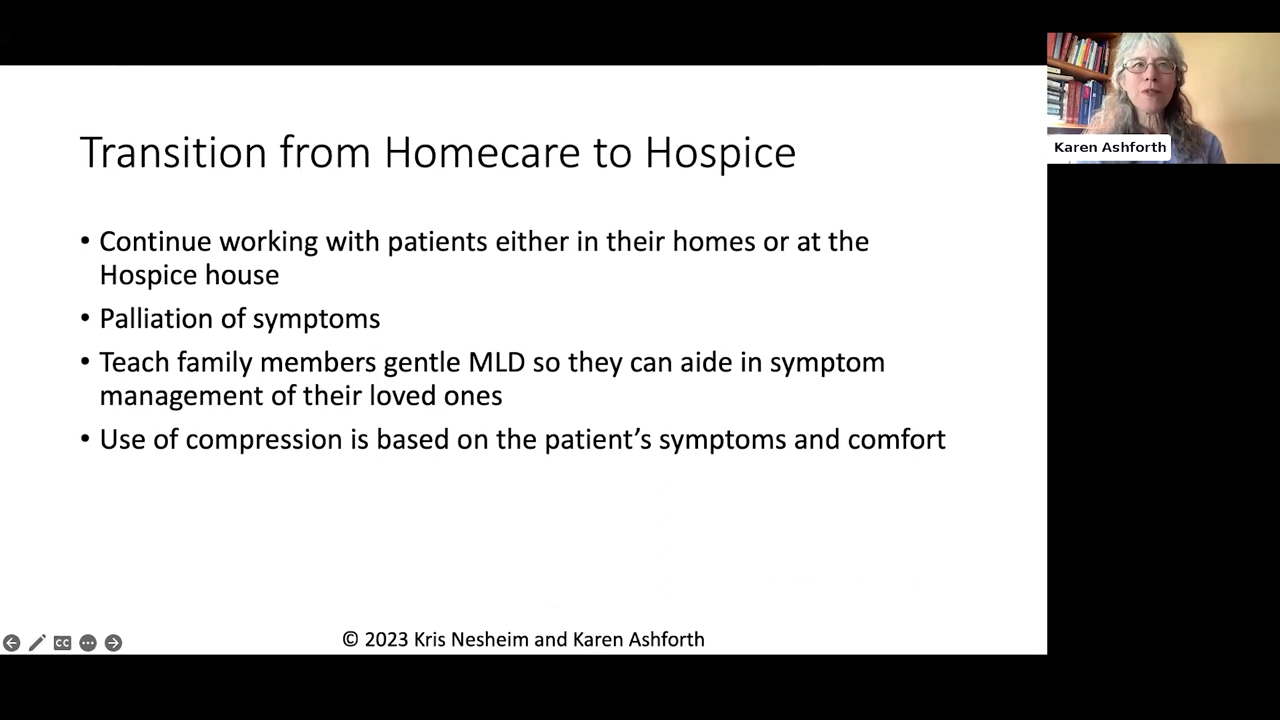 Transition from Homecare to Hospice
• Continue working with patients either in their homes or at the
Hospice house
• Palliation of symptoms
• Teach family members gentle MLD so they can aide in symptom
management of their loved ones
• Use of compression is based on the patient's symptoms and comfort
CC
© 2023 Kris Nesheim and Karen Ashforth
Karen Ashforth